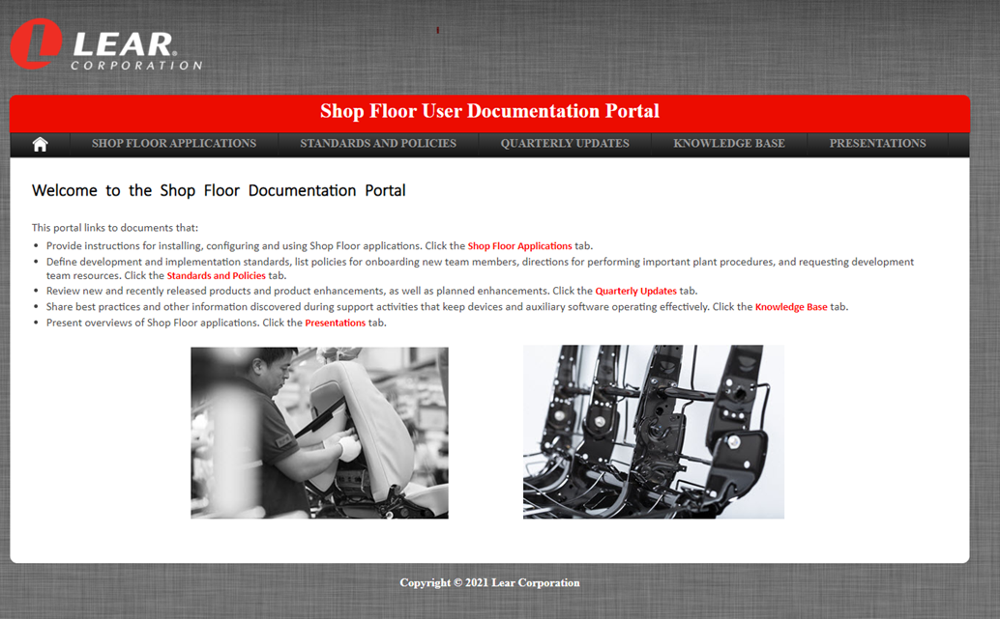 LEAR®
CORPORATION
Shop Floor User Documentation Portal
SHOP FLOOR APPLICATIONS
STANDARDS AND POLICIES
QUARTERLY UPDATES
KNOWLEDGE BASE
PRESENTATIONS
Welcome to the Shop Floor Documentation Portal
This portal links to documents that:
• Provide instructions for installing, configuring and using Shop Floor applications. Click the Shop Floor Applications tab.
• Define development and implementation standards, list policies for onboarding new team members, directions for performing important plant procedures, and requesting development
team resources. Click the Standards and Policies tab.
• Review new and recently released products and product enhancements, as well as planned enhancements. Click the Quarterly Updates tab.
• Share best practices and other information discovered during support activities that keep devices and auxiliary software operating effectively. Click the Knowledge Base tab.
• Present overviews of Shop Floor applications. Click the Presentations tab.
Copyright © 2021 Lear Corporation